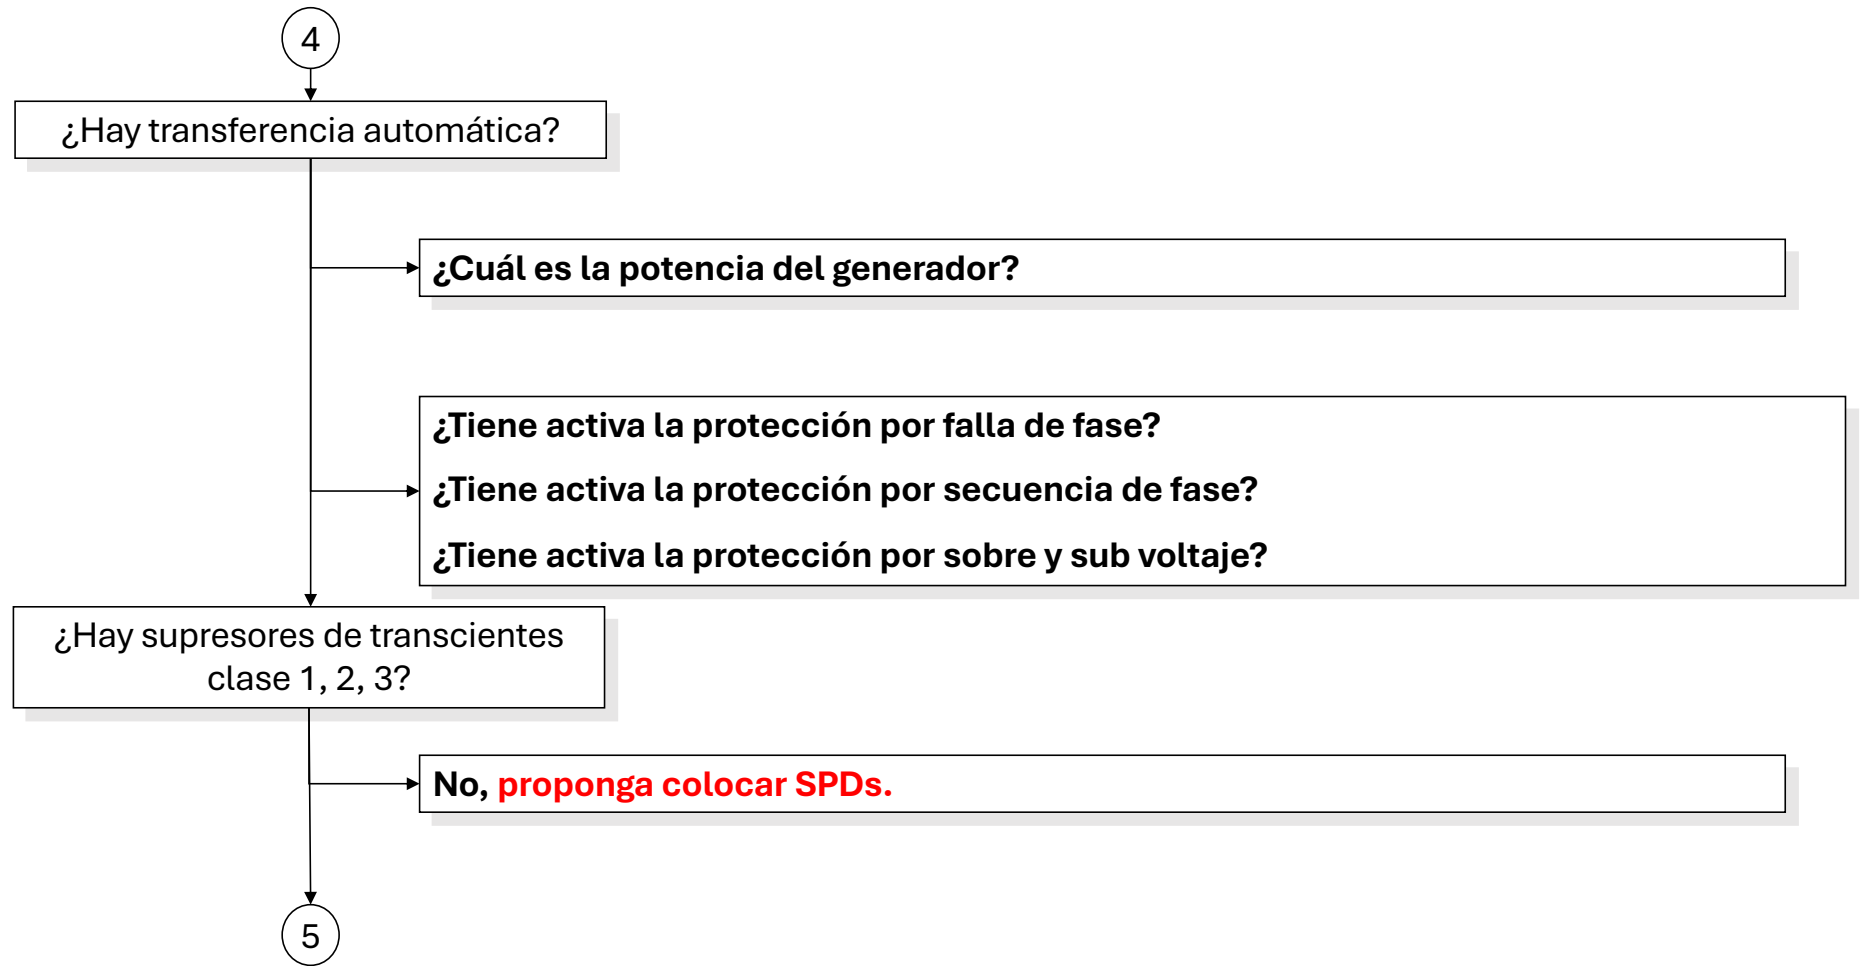 4
¿Hay transferencia automática?
¿Cuál es la potencia del generador?
¿Tiene activa la protección por falla de fase?
¿Tiene activa la protección por secuencia de fase?
¿Tiene activa la protección por sobre y sub voltaje?
¿Hay supresores de transcientes
clase 1, 2, 3?
No, proponga colocar SPDs.
5